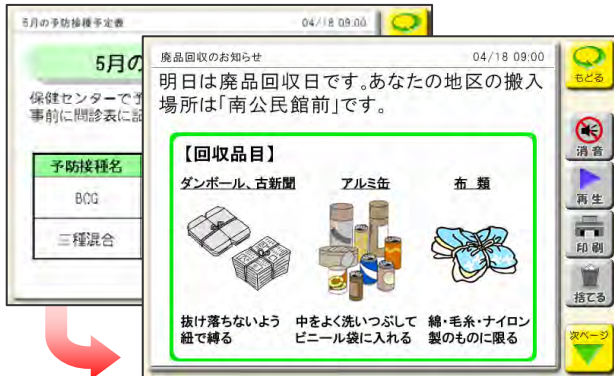 5月の予防接種予定表
04/18 09:00
5月の
保健センターで予
事前に問診表に記
予防接種名
BCG
三種混合
廃品回収のお知らせ
04/18 09:00
明日は廃品回収日です。あなたの地区の搬入
場所は「南公民館前」です。
【回収品目】
ダンボール、古新聞
アルミ缶
布 類
抜け落ちないよう
紐で縛る
中をよく洗いつぶして
ビニール袋に入れる
綿・毛糸・ナイロン
製のものに限る
もどる
消音
再生
印刷
捨てる
次ページ